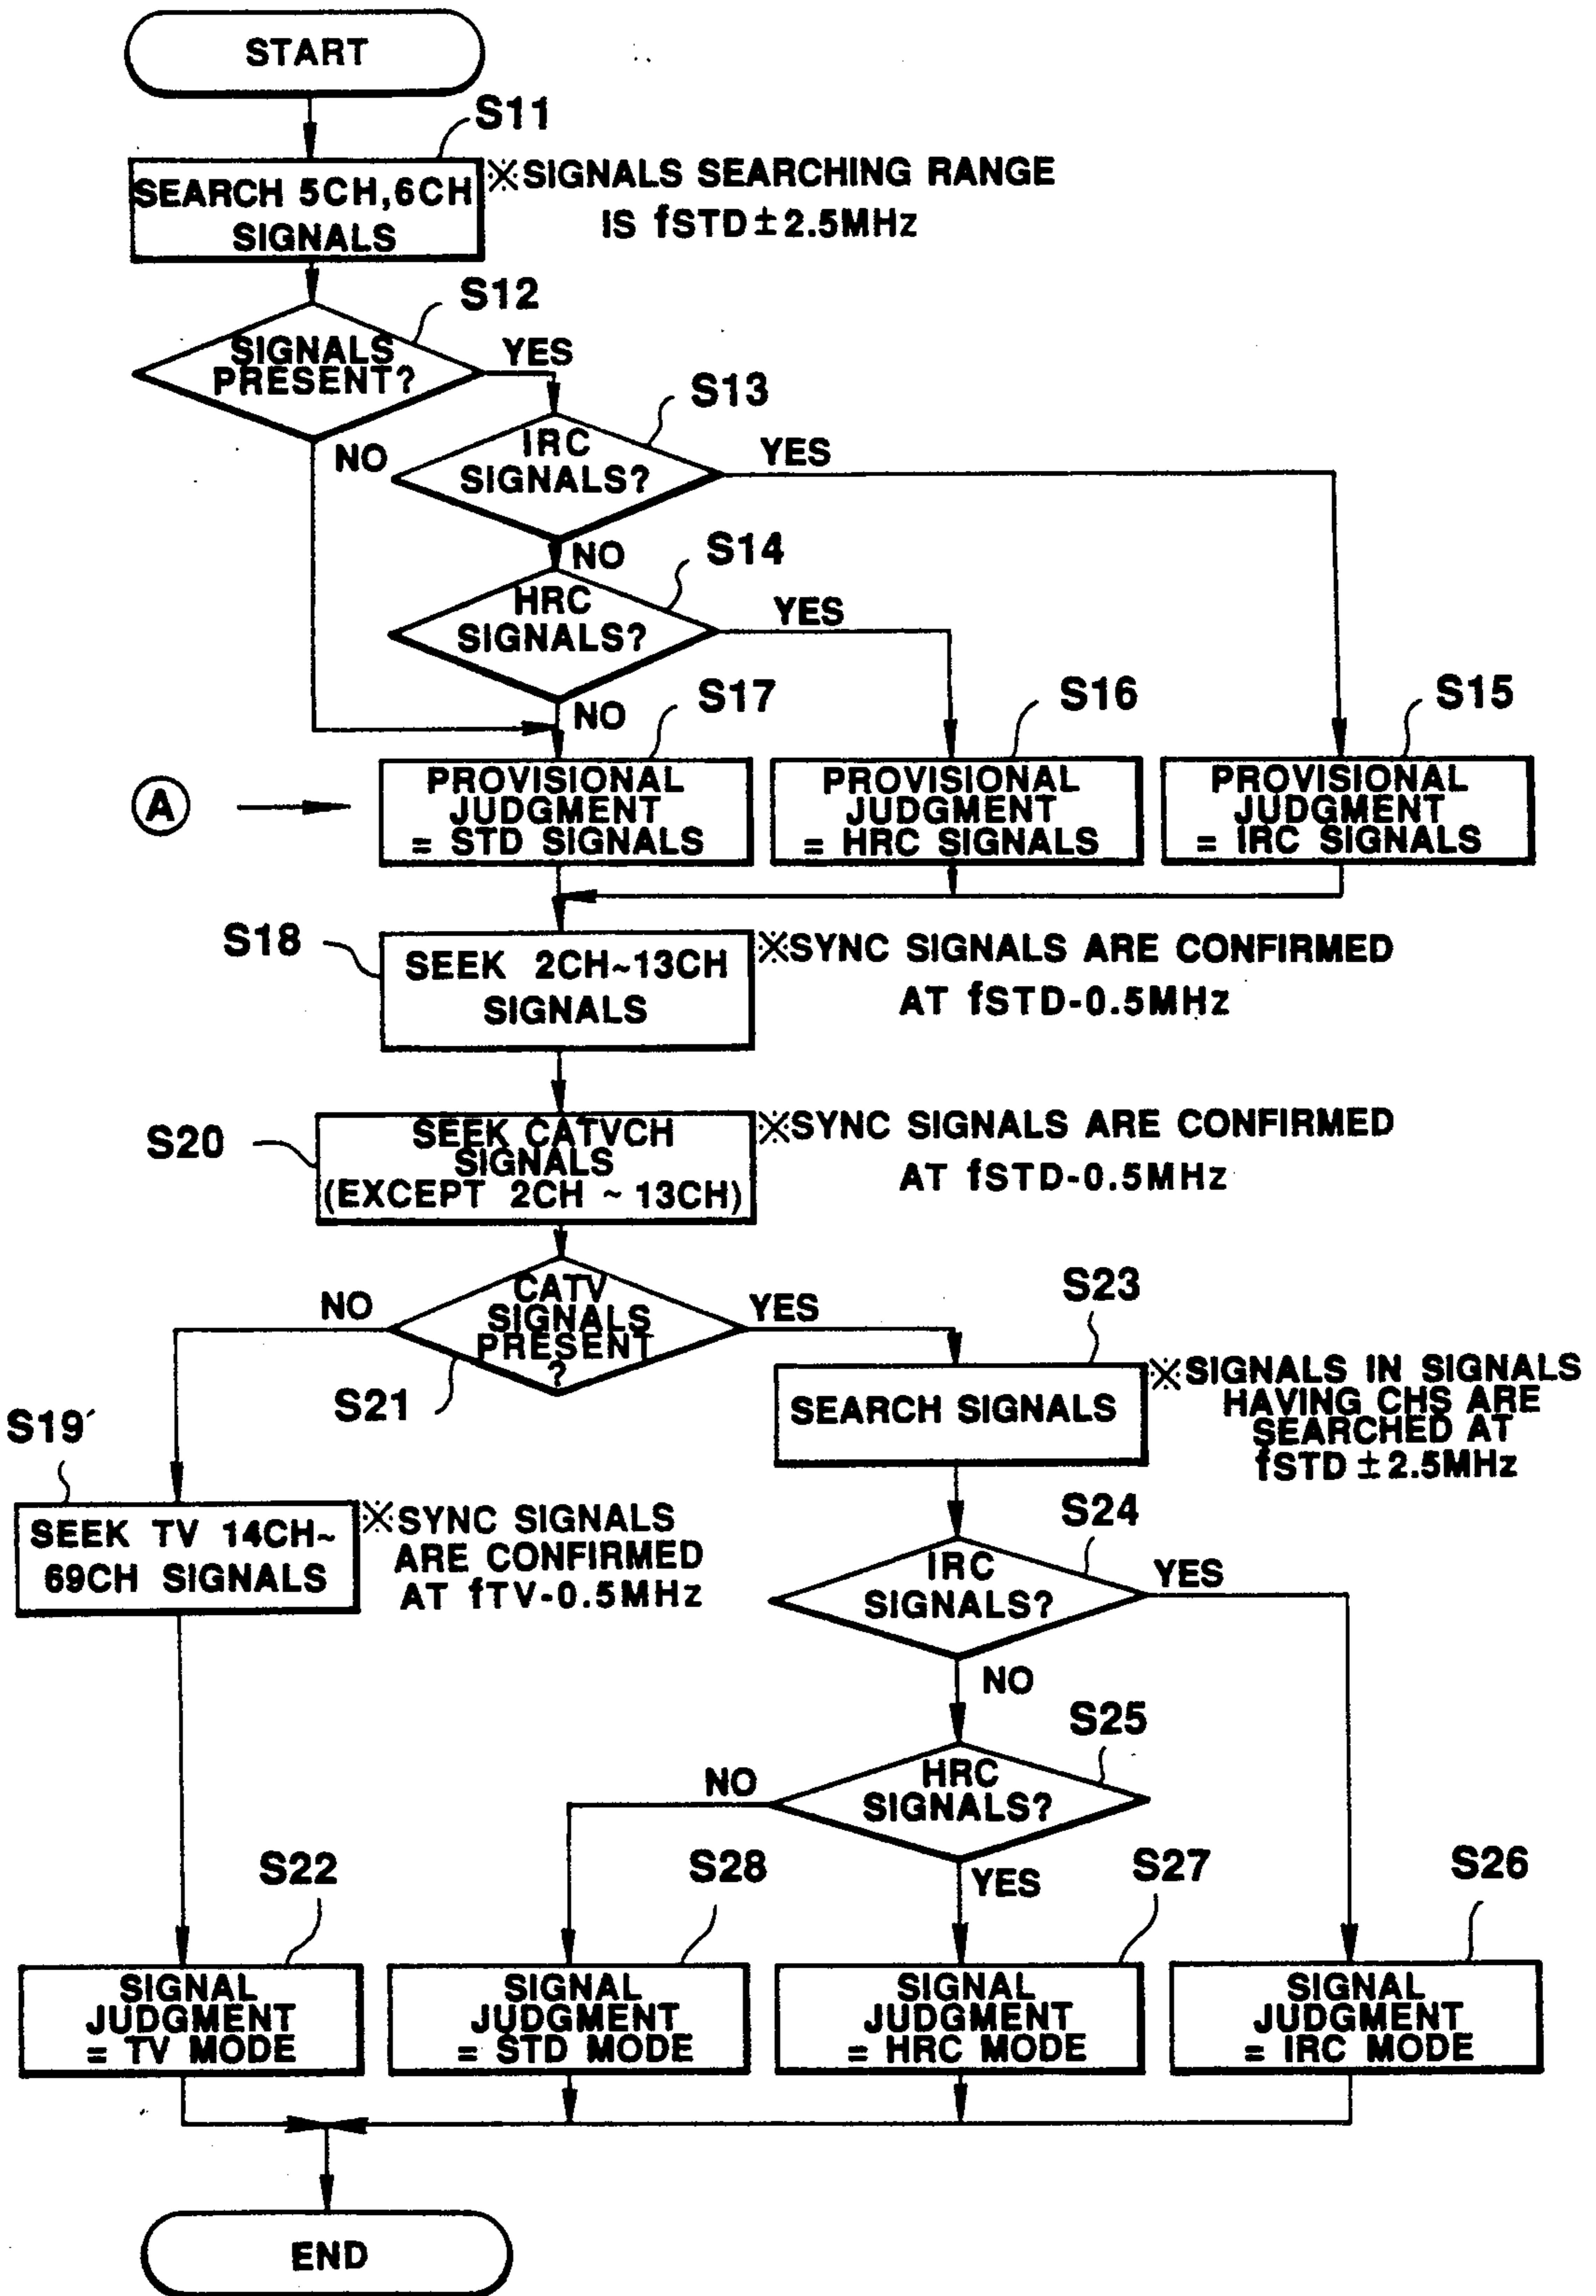 START
S11
SEARCH 5CH,6CH
SIGNALS
※SIGNALS SEARCHING RANGE
IS fSTD±2.5MHz
S12
SIGNALS
PRESENT?
YES
NO
S13
IRC
SIGNALS?
YES
NO
S14
HRC
SIGNALS?
YES
NO
S17
S16
S15
A
PROVISIONAL
JUDGMENT
= STD SIGNALS
PROVISIONAL
JUDGMENT
= HRC SIGNALS
PROVISIONAL
JUDGMENT
= IRC SIGNALS
S18
SEEK 2CH~13CH
SIGNALS
※SYNC SIGNALS ARE CONFIRMED
AT fSTD-0.5MHz
S20
SEEK CATVCH
SIGNALS
(EXCEPT 2CH ~ 13CH)
※SYNC SIGNALS ARE CONFIRMED
AT fSTD-0.5MHz
CATV
SIGNALS
PRESENT
?
NO
YES
S21
S23
SEARCH SIGNALS
※SIGNALS IN SIGNALS
HAVING CHS ARE
SEARCHED AT
fSTD ±2.5MHz
S19'
SEEK TV 14CH~
69CH SIGNALS
※SYNC SIGNALS
ARE CONFIRMED
AT fTV-0.5MHz
S24
IRC
SIGNALS?
YES
NO
S25
HRC
SIGNALS?
NO
YES
S22
S28
S27
S26
SIGNAL
JUDGMENT
= TV MODE
SIGNAL
JUDGMENT
= STD MODE
SIGNAL
JUDGMENT
= HRC MODE
SIGNAL
JUDGMENT
= IRC MODE
END